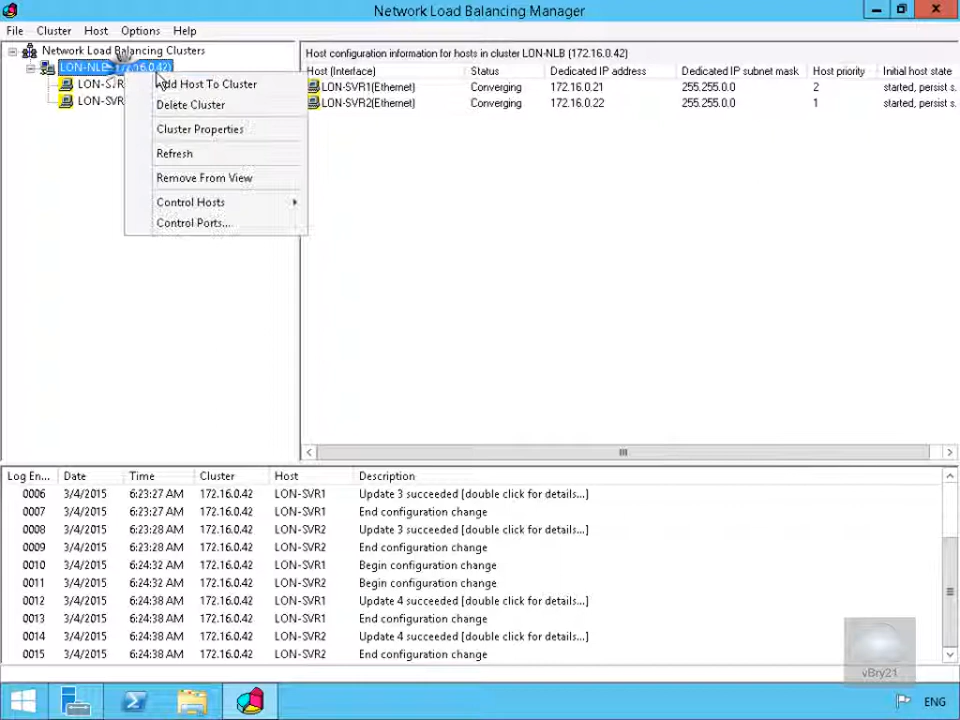 Network Load Balancing Manager
File Cluster Host Options Help
Network Load Balancing Clusters
LON-NLB (172.16.0.42)
LON-SVR
LON-SVR
Add Host To Cluster
Delete Cluster
Cluster Properties
Refresh
Remove From View
Control Hosts
Control Ports...
Host configuration information for hosts in cluster LON-NLB (172.16.0.42)
Host (Interface) Status Dedicated IP address Dedicated IP subnet mask Host priority Initial host state
LON-SVR1(Ethernet) Converging 172.16.0.21 255.255.0.0 2 started, persist s.
LON-SVR2(Ethernet) Converging 172.16.0.22 255.255.0.0 1 started, persist s.
Log En... Date Time Cluster Host Description
0006 3/4/2015 6:23:27 AM 172.16.0.42 LON-SVR1 Update 3 succeeded [double click for details...]
0007 3/4/2015 6:23:27 AM 172.16.0.42 LON-SVR1 End configuration change
0008 3/4/2015 6:23:28 AM 172.16.0.42 LON-SVR2 Update 3 succeeded [double click for details...]
0009 3/4/2015 6:23:28 AM 172.16.0.42 LON-SVR2 End configuration change
0010 3/4/2015 6:24:32 AM 172.16.0.42 LON-SVR1 Begin configuration change
0011 3/4/2015 6:24:32 AM 172.16.0.42 LON-SVR2 Begin configuration change
0012 3/4/2015 6:24:38 AM 172.16.0.42 LON-SVR1 Update 4 succeeded [double click for details...]
0013 3/4/2015 6:24:38 AM 172.16.0.42 LON-SVR1 End configuration change
0014 3/4/2015 6:24:38 AM 172.16.0.42 LON-SVR2 Update 4 succeeded [double click for details...]
0015 3/4/2015 6:24:38 AM 172.16.0.42 LON-SVR2 End configuration change
vBry21
ENG